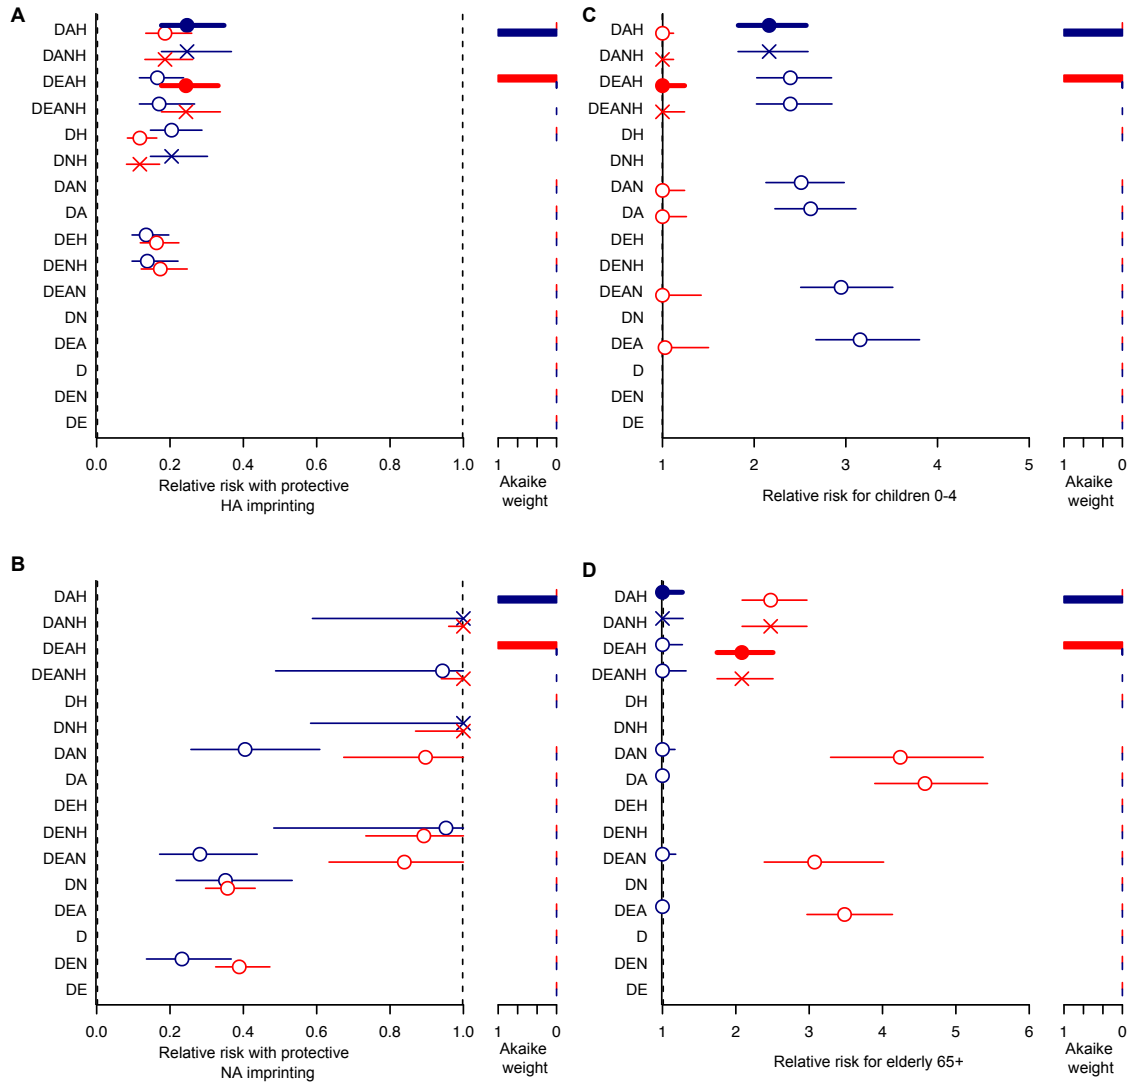 A
DAH
DANH
DEAH
DEANH
DH
DNH
DAN
DA
DEH
DENH
DEAN
DN
DEA
D
DEN
DE
0.0 0.2 0.4 0.6 0.8 1.0
Relative risk with protective
HA imprinting
1 0
Akaike
weight
C
DAH
DANH
DEAH
DEANH
DH
DNH
DAN
DA
DEH
DENH
DEAN
DN
DEA
D
DEN
DE
1 2 3 4 5
Relative risk for children 0-4
1 0
Akaike
weight
B
DAH
DANH
DEAH
DEANH
DH
DNH
DAN
DA
DEH
DENH
DEAN
DN
DEA
D
DEN
DE
0.0 0.2 0.4 0.6 0.8 1.0
Relative risk with protective
NA imprinting
1 0
Akaike
weight
D
DAH
DANH
DEAH
DEANH
DH
DNH
DAN
DA
DEH
DENH
DEAN
DN
DEA
D
DEN
DE
1 2 3 4 5 6
Relative risk for elderly 65+
1 0
Akaike
weight